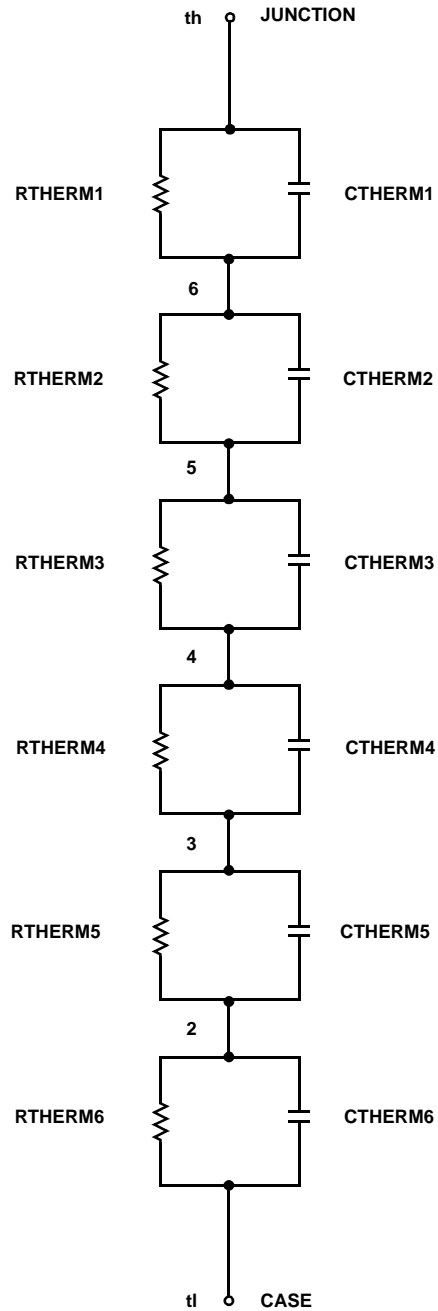 th JUNCTION
RTHERM1 CTHERM1
6
RTHERM2 CTHERM2
5
RTHERM3 CTHERM3
4
RTHERM4 CTHERM4
3
RTHERM5 CTHERM5
2
RTHERM6 CTHERM6
tl CASE